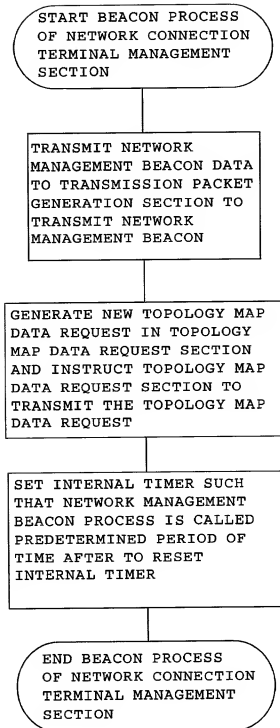 START BEACON PROCESS
OF NETWORK CONNECTION
TERMINAL MANAGEMENT
SECTION
TRANSMIT NETWORK
MANAGEMENT BEACON DATA
TO TRANSMISSION PACKET
GENERATION SECTION TO
TRANSMIT NETWORK
MANAGEMENT BEACON
GENERATE NEW TOPOLOGY MAP
DATA REQUEST IN TOPOLOGY
MAP DATA REQUEST SECTION
AND INSTRUCT TOPOLOGY MAP
DATA REQUEST SECTION TO
TRANSMIT THE TOPOLOGY MAP
DATA REQUEST
SET INTERNAL TIMER SUCH
THAT NETWORK MANAGEMENT
BEACON PROCESS IS CALLED
PREDETERMINED PERIOD OF
TIME AFTER TO RESET
INTERNAL TIMER
END BEACON PROCESS
OF NETWORK CONNECTION
TERMINAL MANAGEMENT
SECTION